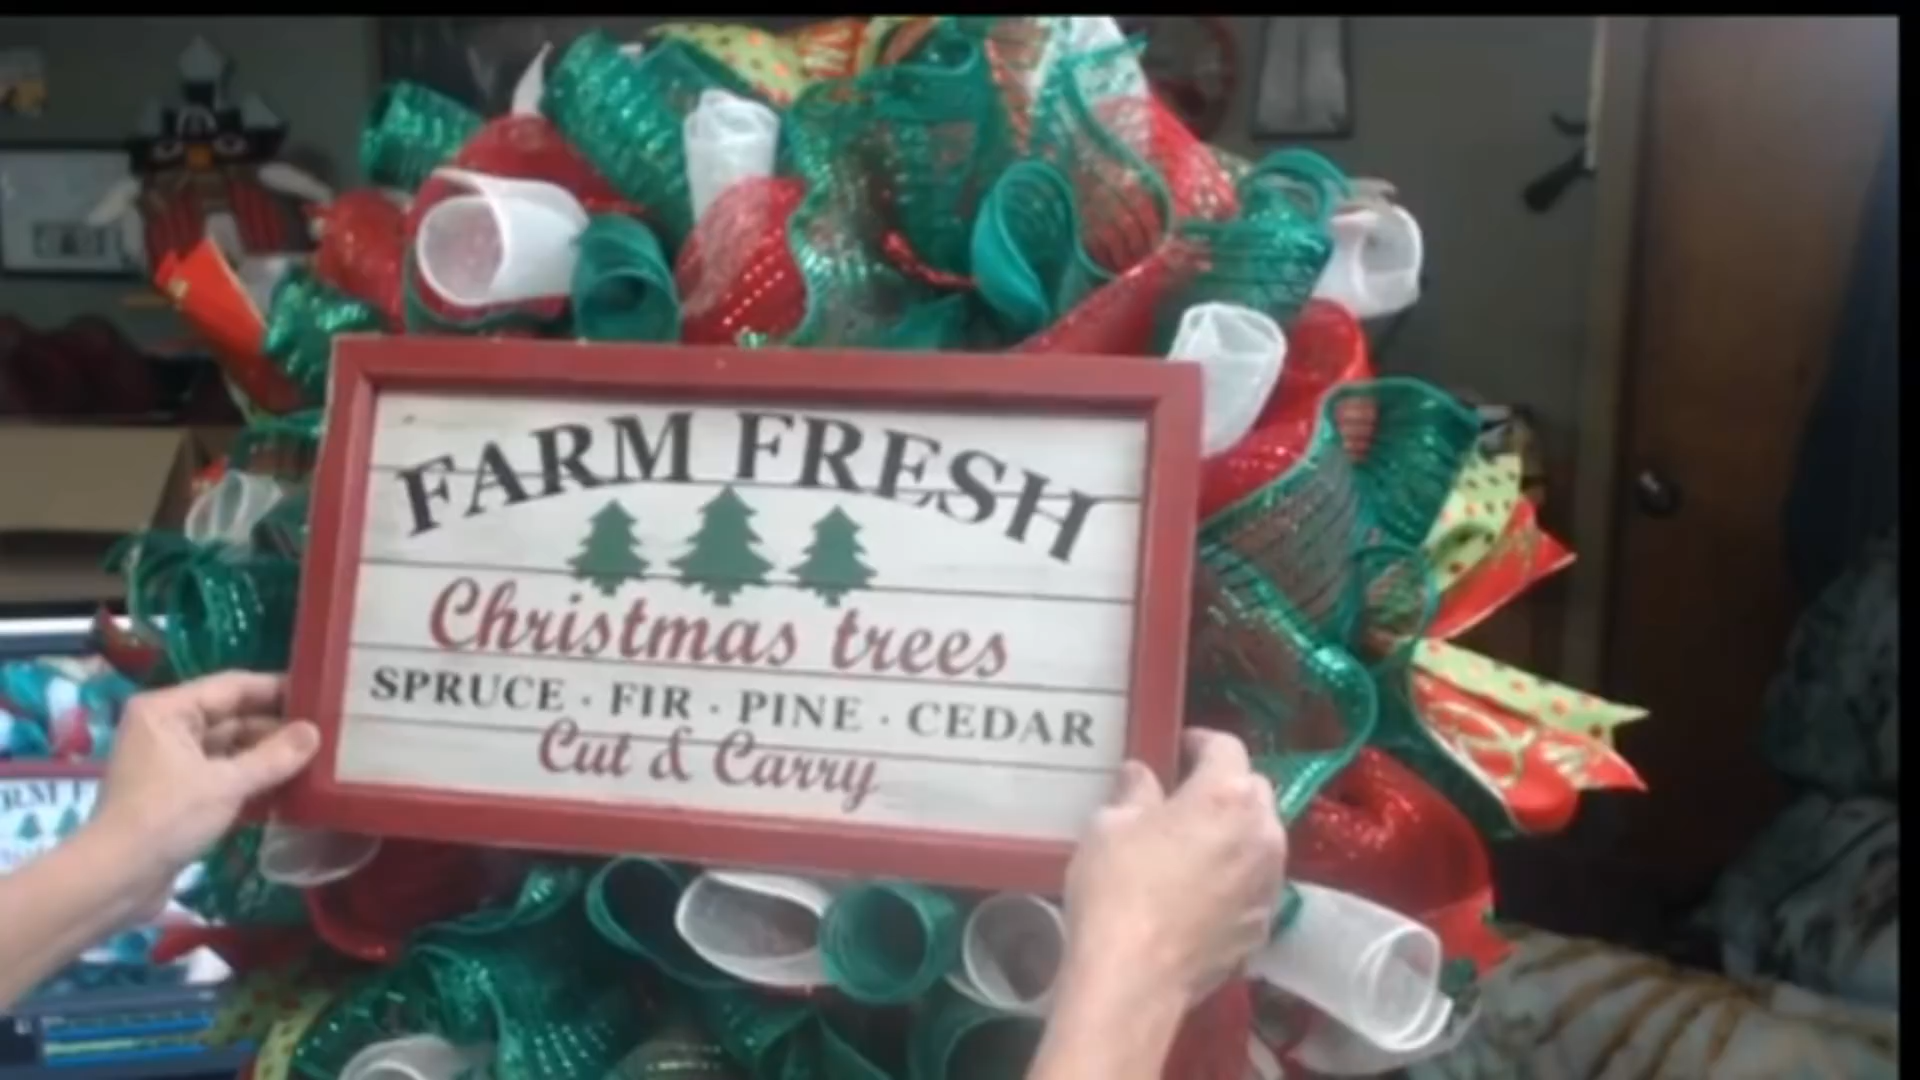 FARM FRESH
Christmas trees
SPRUCE · FIR · PINE · CEDAR
Cut & Carry